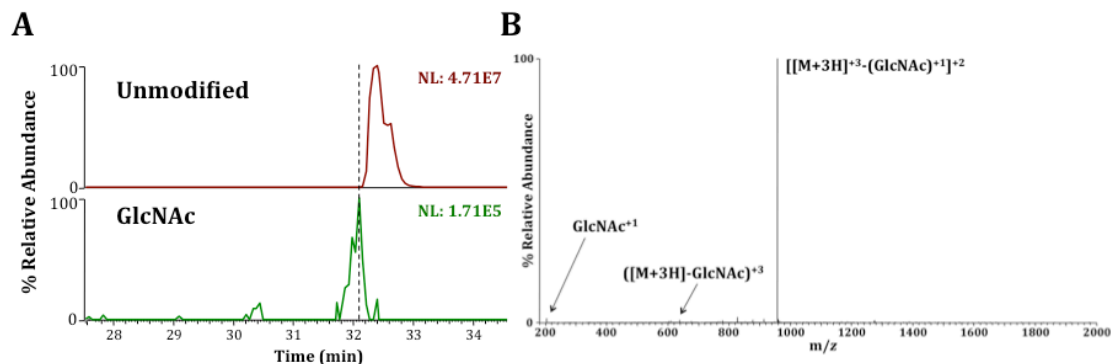 A
100
Unmodified
NL: 4.71E7
0
100
GlcNAc
NL: 1.71E5
0
% Relative Abundance
28 29 30 31 32 33 34
Time (min)
B
100
[[M+3H]+3-(GlcNAc)+1]+2
GlcNAc+1
([M+3H]-GlcNAc)+3
% Relative Abundance
0
200 400 600 800 1000 1200 1400 1600 1800 2000
m/z